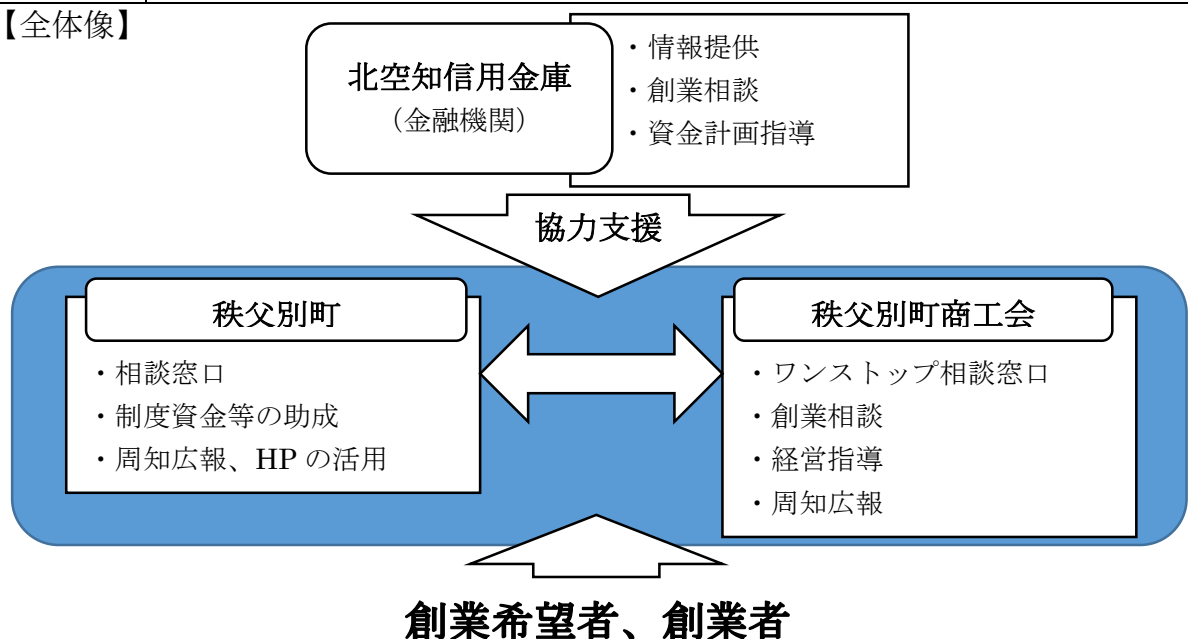 【全体像】
北空知信用金庫
（金融機関）
・情報提供
・創業相談
・資金計画指導
協力支援
秩父別町
・相談窓口
・制度資金等の助成
・周知広報、HP の活用
秩父別町商工会
・ワンストップ相談窓口
・創業相談
・経営指導
・周知広報
創業希望者、創業者